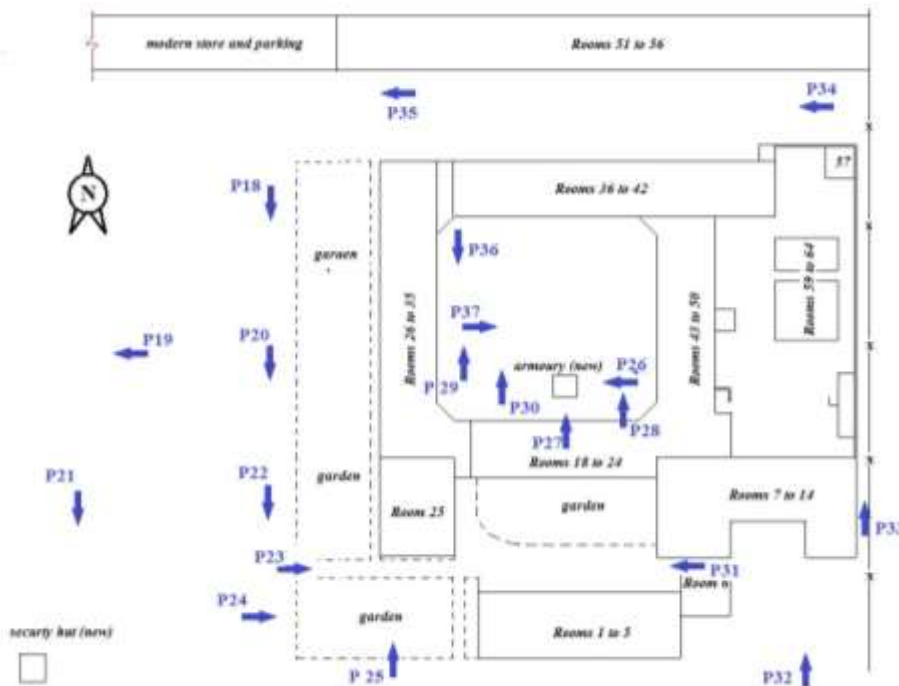 modern store and parking
Rooms 51 to 56
P35
P34
57
P18
N
Rooms 36 to 42
garaen
P36
Rooms 59 to 64
P37
P19
P20
Rooms 26 to 35
Rooms 43 to 50
armoury (new)
P26
P 29
P30
P28
P27
P21
P22
garden
Rooms 18 to 24
Room 25
garden
Rooms 7 to 14
P23
P31
P24
garden
Rooms 1 to 5
securty hut (new)
P 25
P32